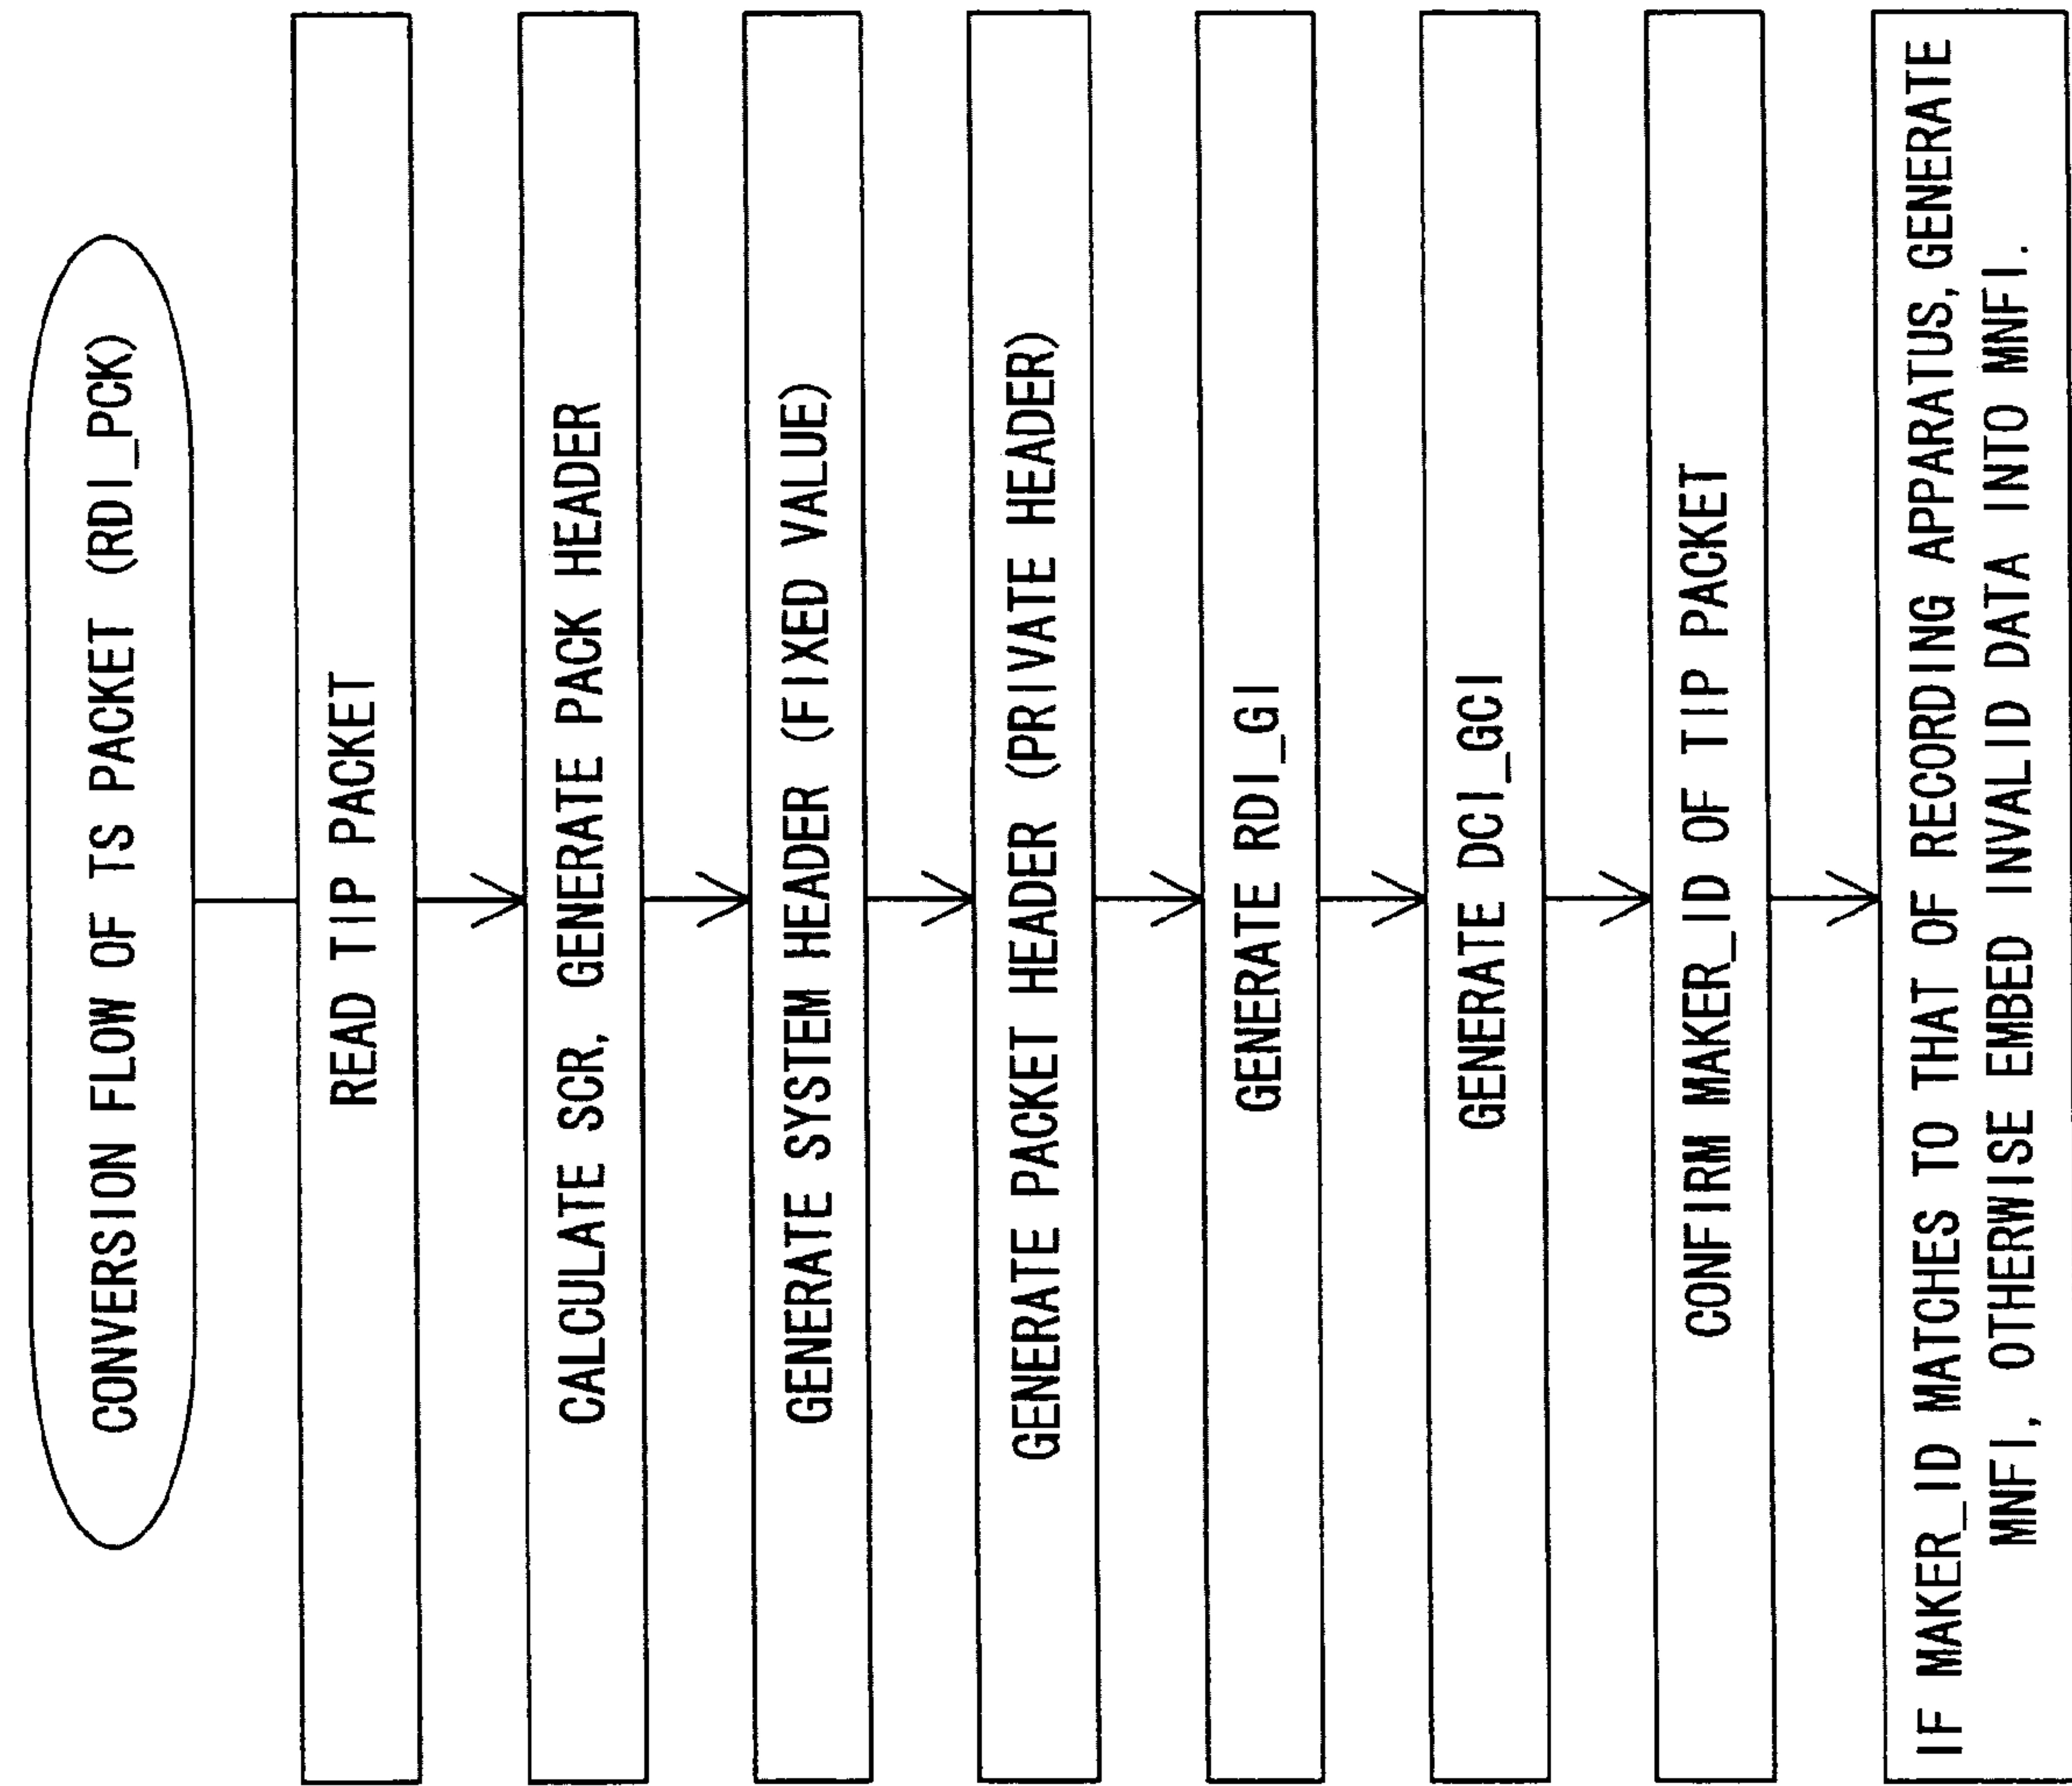 CONVERSION FLOW OF TS PACKET (RDI_PCK)
READ TIP PACKET
CALCULATE SCR, GENERATE PACK HEADER
GENERATE SYSTEM HEADER (FIXED VALUE)
GENERATE PACKET HEADER (PRIVATE HEADER)
GENERATE RDI_GI
GENERATE DCI_GCI
CONFIRM MAKER_ID OF TIP PACKET
IF MAKER_ID MATCHES TO THAT OF RECORDING APPARATUS, GENERATE
MNFI, OTHERWISE EMBED INVALID DATA INTO MNFI.